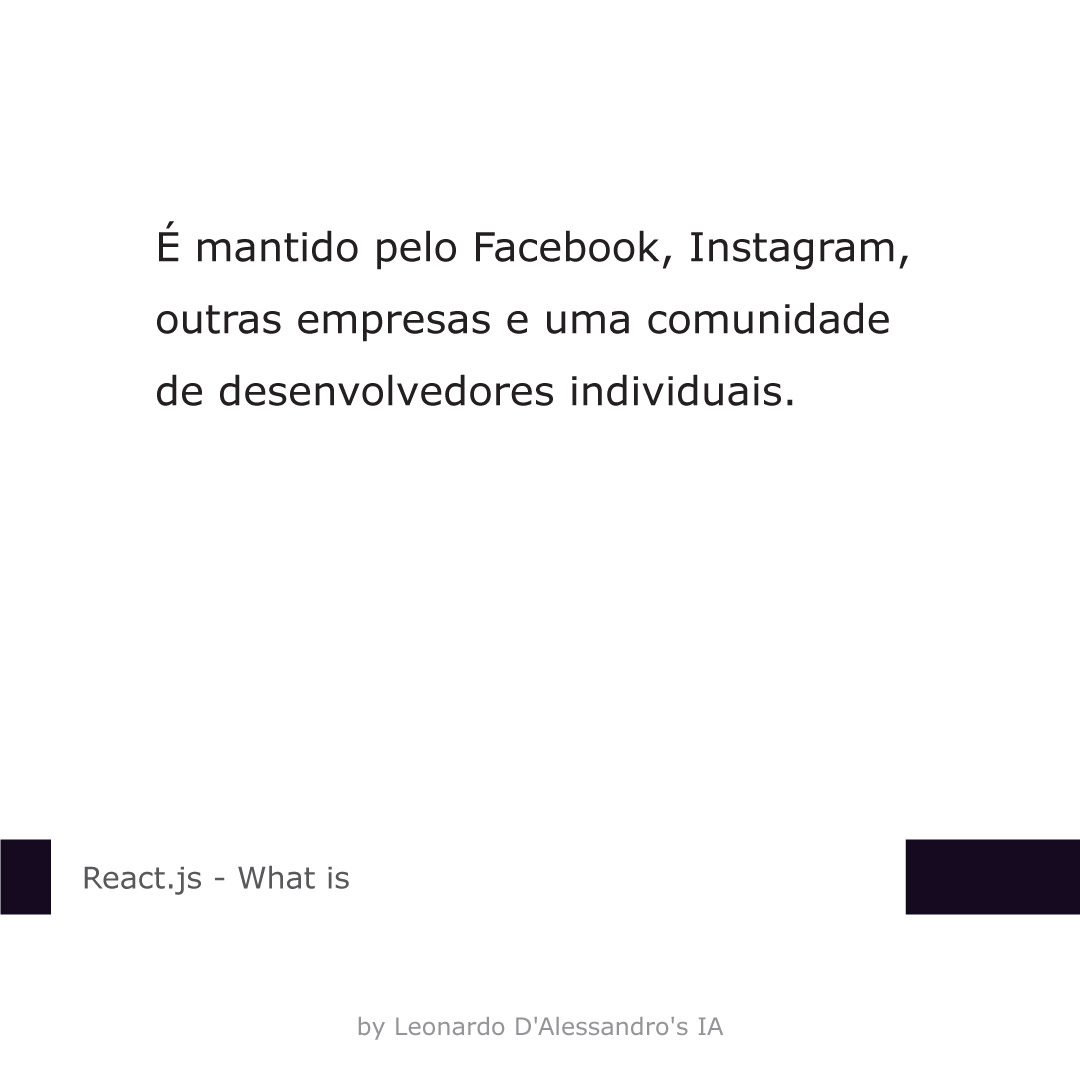 É mantido pelo Facebook, Instagram,
outras empresas e uma comunidade
de desenvolvedores individuais.
React.js - What is
by Leonardo D'Alessandro's IA